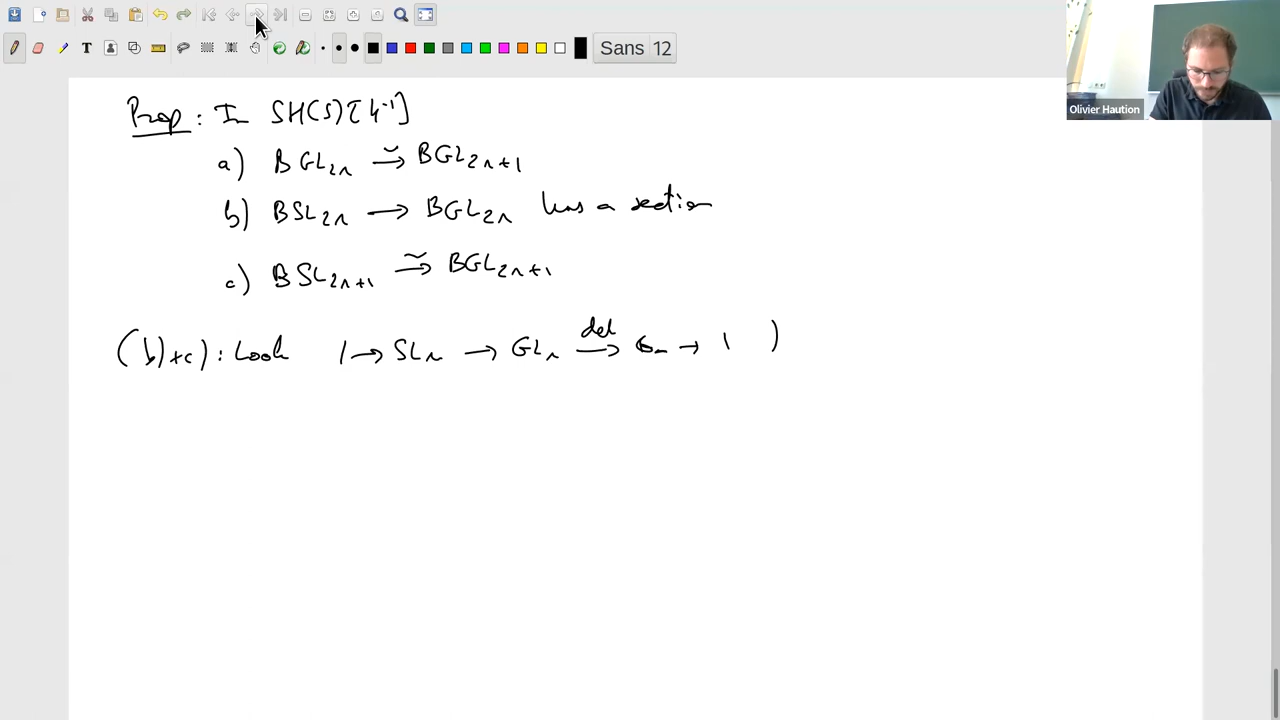 Sans 12
Olivier Haution
Prop : In SH(S)[η⁻¹]
a) BGL₂ₙ ⥲ BGL₂ₙ₊₁
b) BSL₂ₙ → BGL₂ₙ has a section
c) BSL₂ₙ₊₁ ⥲ BGL₂ₙ₊₁
(b)+c) : Look 1 → SLₙ → GLₙ det→ Gₘ → 1 )